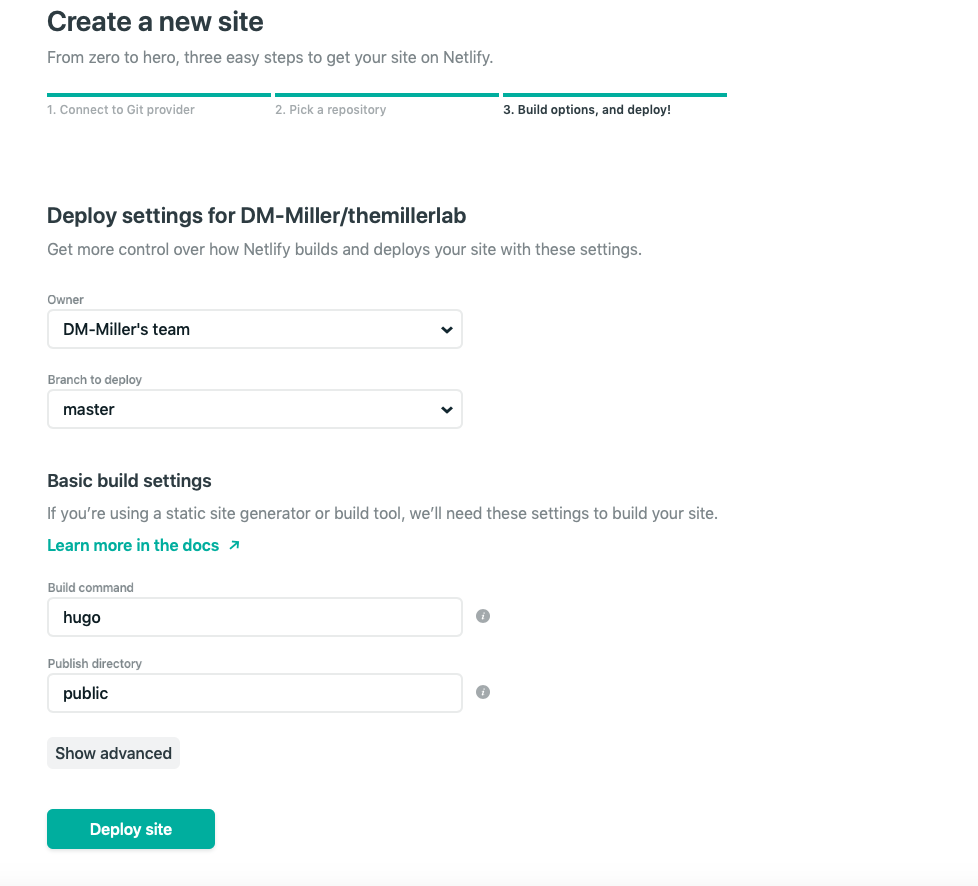 Create a new site
From zero to hero, three easy steps to get your site on Netlify.
1. Connect to Git provider
2. Pick a repository
3. Build options, and deploy!
Deploy settings for DM-Miller/themillerlab
Get more control over how Netlify builds and deploys your site with these settings.
Owner
DM-Miller's team
Branch to deploy
master
Basic build settings
If you’re using a static site generator or build tool, we’ll need these settings to build your site.
Learn more in the docs ↗
Build command
hugo
Publish directory
public
Show advanced
Deploy site